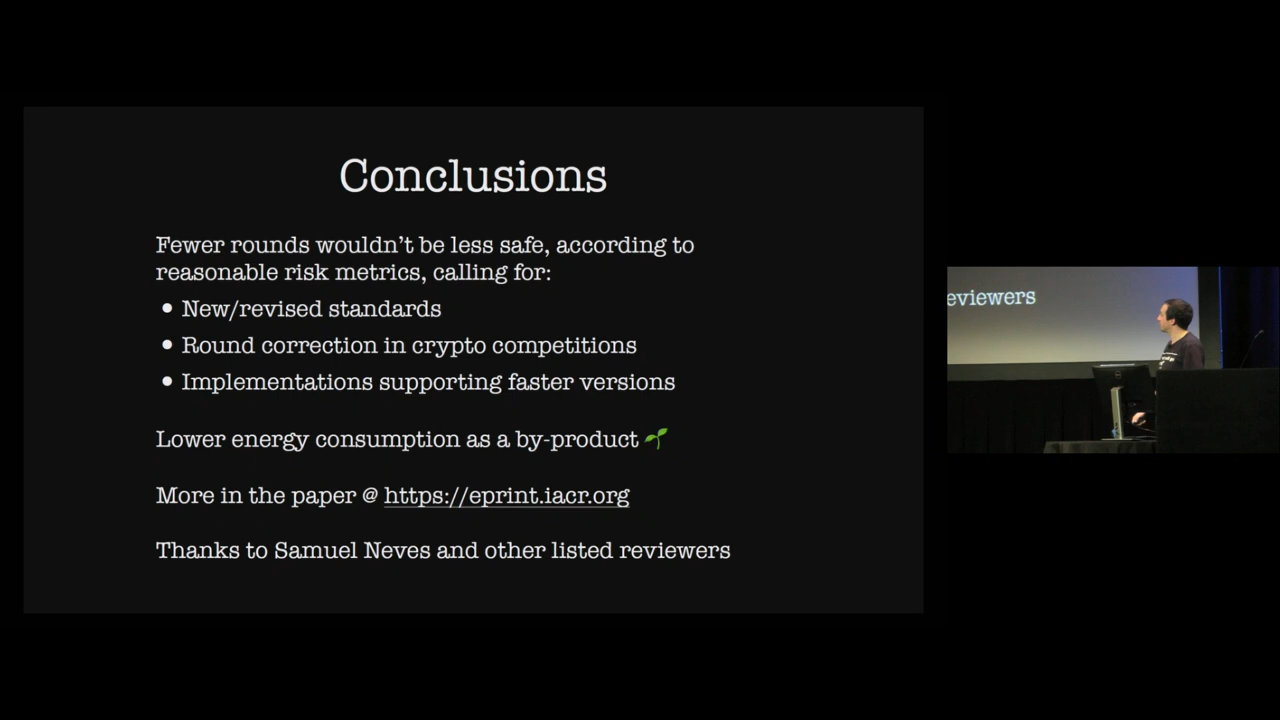 Conclusions
Fewer rounds wouldn't be less safe, according to
reasonable risk metrics, calling for:
• New/revised standards
• Round correction in crypto competitions
• Implementations supporting faster versions
Lower energy consumption as a by-product 🌱
More in the paper @ https://eprint.iacr.org
Thanks to Samuel Neves and other listed reviewers
eviewers